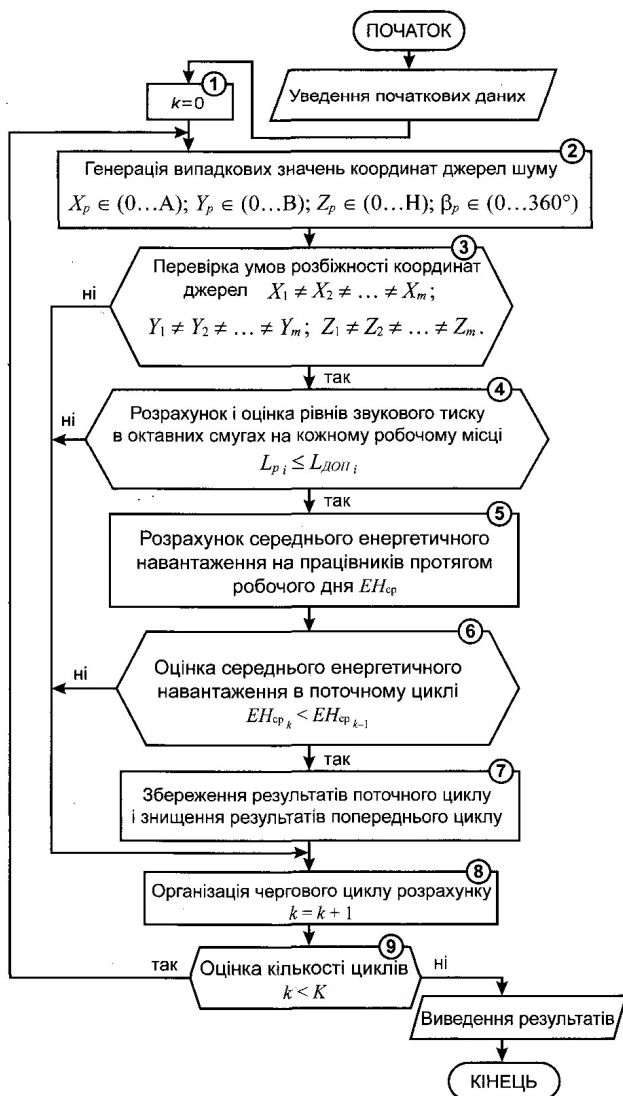 ПОЧАТОК
Уведення початкових даних
1
k=0
2
Генерація випадкових значень координат джерел шуму
Xp ∈ (0...A); Yp ∈ (0...B); Zp ∈ (0...H); βp ∈ (0...360°)
3
Перевірка умов розбіжності координат
джерел X1 ≠ X2 ≠ ... ≠ Xm;
Y1 ≠ Y2 ≠ ... ≠ Ym; Z1 ≠ Z2 ≠ ... ≠ Zm.
ні
так
4
Розрахунок і оцінка рівнів звукового тиску
в октавних смугах на кожному робочому місці
Lp i ≤ LДОП i
ні
так
5
Розрахунок середнього енергетичного
навантаження на працівників протягом
робочого дня EHср
6
Оцінка середнього енергетичного
навантаження в поточному циклі
EHср k < EHср k–1
ні
так
7
Збереження результатів поточного циклу
і знищення результатів попереднього циклу
8
Організація чергового циклу розрахунку
k = k + 1
9
Оцінка кількості циклів
k < K
так
ні
Виведення результатів
КІНЕЦЬ